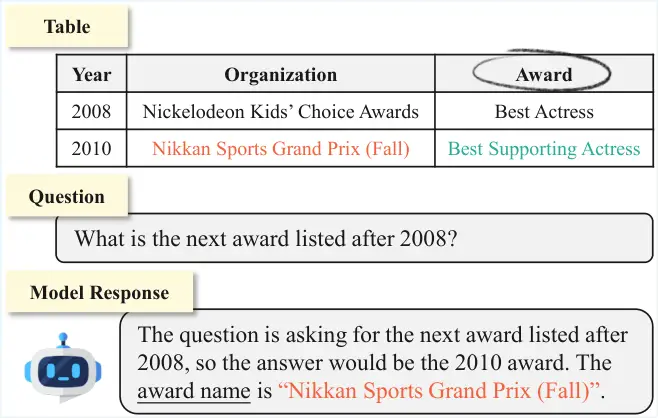 Table
Year Organization Award
2008 Nickelodeon Kids’ Choice Awards Best Actress
2010 Nikkan Sports Grand Prix (Fall) Best Supporting Actress
Question
What is the next award listed after 2008?
Model Response
The question is asking for the next award listed after
2008, so the answer would be the 2010 award. The
award name is “Nikkan Sports Grand Prix (Fall)”.